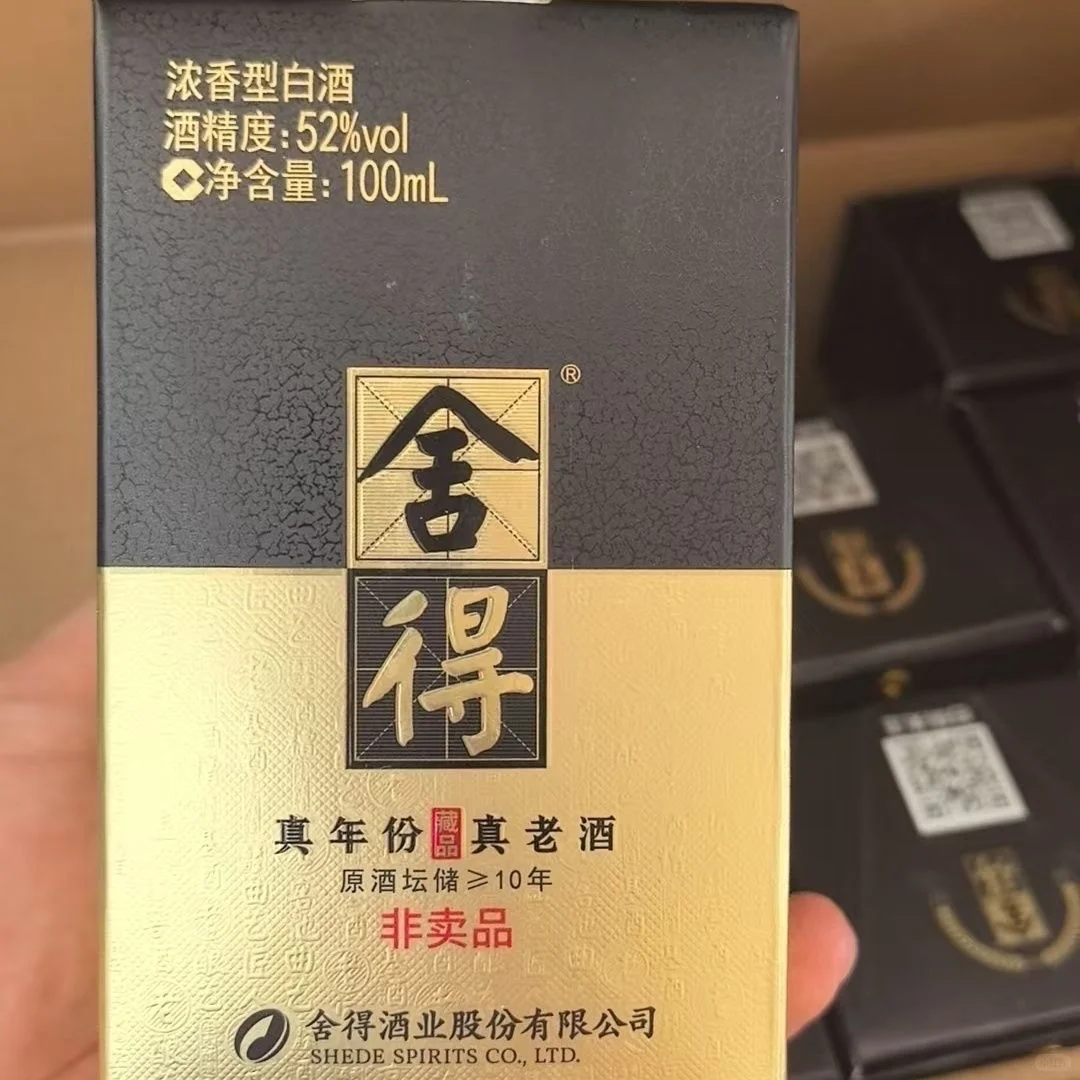 浓香型白酒
酒精度:52%vol
净含量:100mL
舍®
得
真年份藏品真老酒
原酒坛储≥10年
非卖品
舍得酒业股份有限公司
SHEDE SPIRITS CO., LTD.